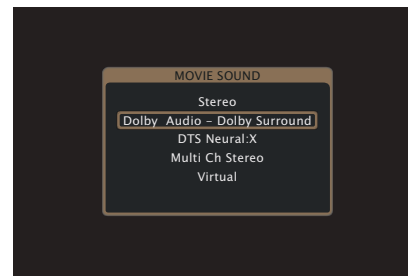 MOVIE SOUND
Stereo
Dolby Audio – Dolby Surround
DTS Neural:X
Multi Ch Stereo
Virtual